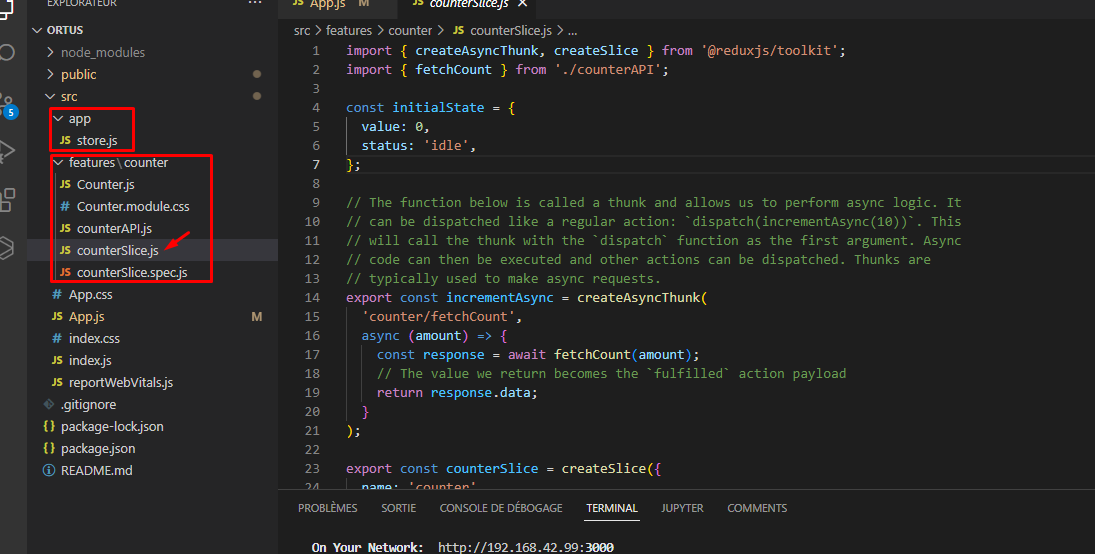 EXPLORATEUR ···
ORTUS
node_modules
public
src
app
JS store.js
features\counter
JS Counter.js
# Counter.module.css
JS counterAPI.js
JS counterSlice.js
JS counterSlice.spec.js
# App.css
JS App.js M
# index.css
JS index.js
JS reportWebVitals.js
.gitignore
{} package-lock.json
{} package.json
README.md
5
JS App.js M JS counterSlice.js ×
src > features > counter > JS counterSlice.js > ...
1 import { createAsyncThunk, createSlice } from '@reduxjs/toolkit';
2 import { fetchCount } from './counterAPI';
3
4 const initialState = {
5 value: 0,
6 status: 'idle',
7 };
8
9 // The function below is called a thunk and allows us to perform async logic. It
10 // can be dispatched like a regular action: `dispatch(incrementAsync(10))`. This
11 // will call the thunk with the `dispatch` function as the first argument. Async
12 // code can then be executed and other actions can be dispatched. Thunks are
13 // typically used to make async requests.
14 export const incrementAsync = createAsyncThunk(
15 'counter/fetchCount',
16 async (amount) => {
17 const response = await fetchCount(amount);
18 // The value we return becomes the `fulfilled` action payload
19 return response.data;
20 }
21 );
22
23 export const counterSlice = createSlice({
24 name: 'counter'
PROBLÈMES SORTIE CONSOLE DE DÉBOGAGE TERMINAL JUPYTER COMMENTS
On Your Network: http://192.168.42.99:3000